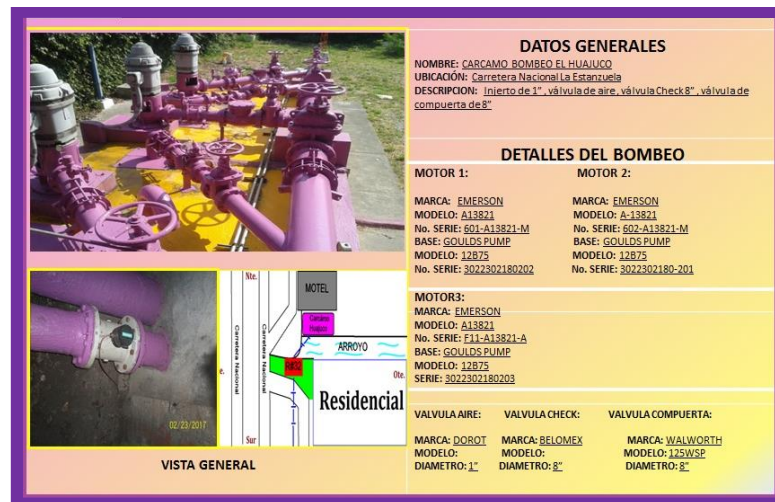 DATOS GENERALES
NOMBRE: CARCAMO BOMBEO EL HUAJUCO
UBICACIÓN: Carretera Nacional La Estanzuela
DESCRIPCION: Injerto de 1" , válvula de aire , válvula Check 8" , válvula de
compuerta de 8"
DETALLES DEL BOMBEO
MOTOR 1:
MARCA: EMERSON
MODELO: A13821
No. SERIE: 601-A13821-M
BASE: GOULDS PUMP
MODELO: 12B75
No. SERIE: 3022302180202
MOTOR 2:
MARCA: EMERSON
MODELO: A-13821
No. SERIE: 602-A13821-M
BASE: GOULDS PUMP
MODELO: 12B75
No. SERIE: 3022302180-201
MOTOR3:
MARCA: EMERSON
MODELO: A13821
No. SERIE: F11-A13821-A
BASE: GOULDS PUMP
MODELO: 12B75
SERIE: 3022302180203
VALVULA AIRE:
MARCA: DOROT
MODELO:
DIAMETRO: 1"
VALVULA CHECK:
MARCA: BELOMEX
MODELO:
DIAMETRO: 8"
VALVULA COMPUERTA:
MARCA: WALWORTH
MODELO: 125WSP
DIAMETRO: 8"
02/23/2017
Nte.
MOTEL
Carcamo
Huajuco
Carretera Nacional
Carretera Nacional
ARROYO
e.
Ote.
Residencial
Sur
VISTA GENERAL